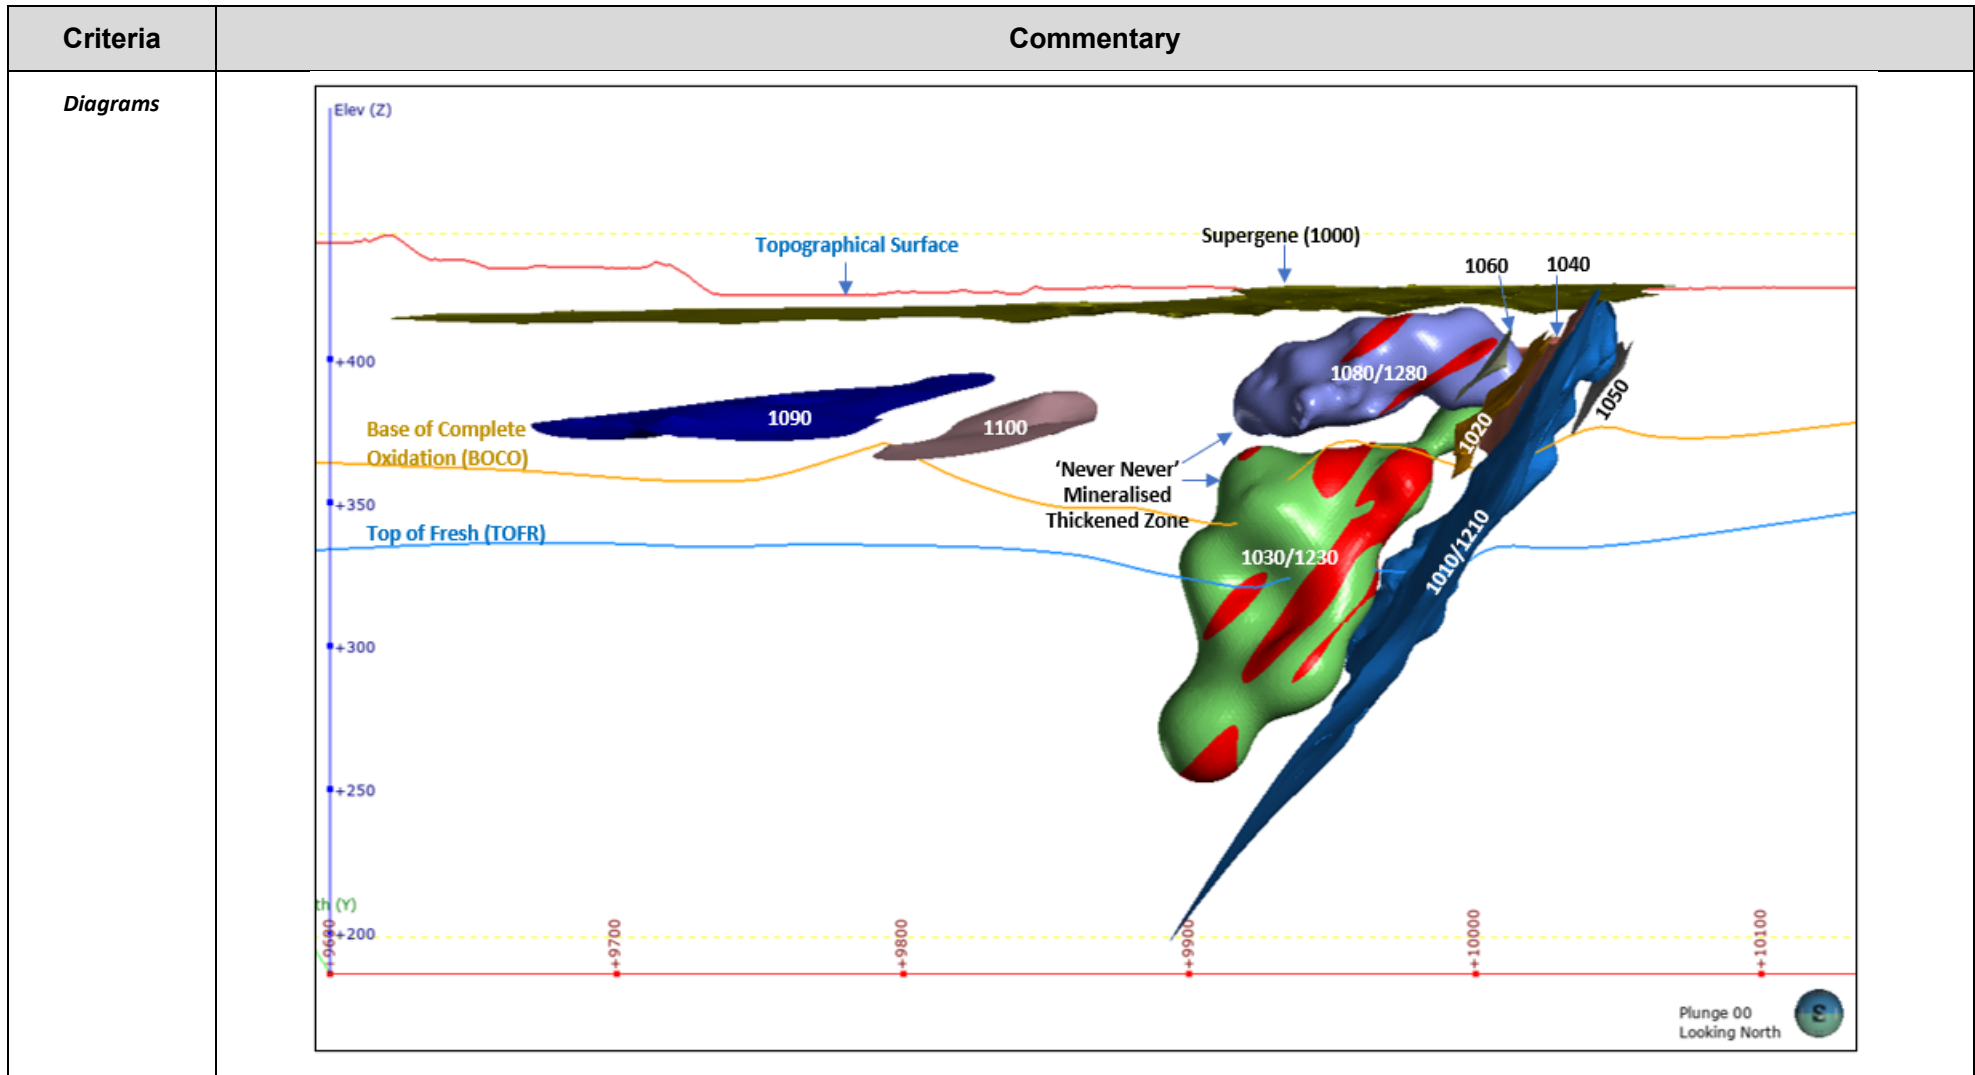 Criteria
Commentary
Diagrams
Elev (Z)
Topographical Surface
Supergene (1000)
1060
1040
+400
1080/1280
1050
1090
1100
1020
Base of Complete
Oxidation (BOCO)
'Never Never'
Mineralised
Thickened Zone
+350
Top of Fresh (TOFR)
1030/1230
1010/1210
+300
+250
th (Y)
+200
+9600
+9700
+9800
+9900
+10000
+10100
Plunge 00
Looking North
S